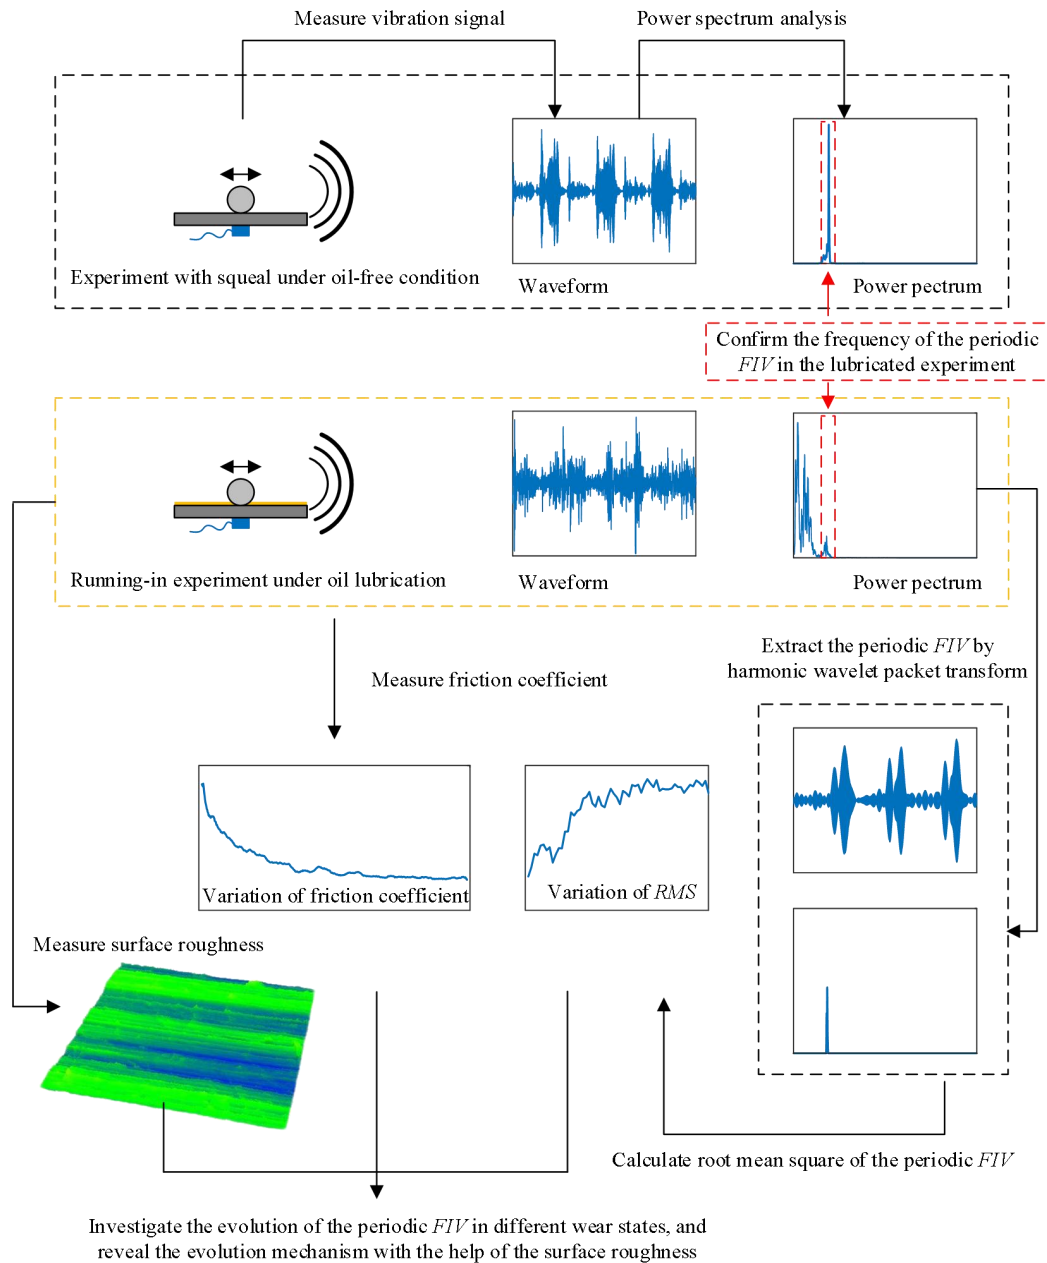 Measure vibration signal
Power spectrum analysis
Experiment with squeal under oil-free condition
Waveform
Power pectrum
Confirm the frequency of the periodic
FIV in the lubricated experiment
Running-in experiment under oil lubrication
Waveform
Power pectrum
Extract the periodic FIV by
harmonic wavelet packet transform
Measure friction coefficient
Variation of friction coefficient
Variation of RMS
Measure surface roughness
Calculate root mean square of the periodic FIV
Investigate the evolution of the periodic FIV in different wear states, and
reveal the evolution mechanism with the help of the surface roughness